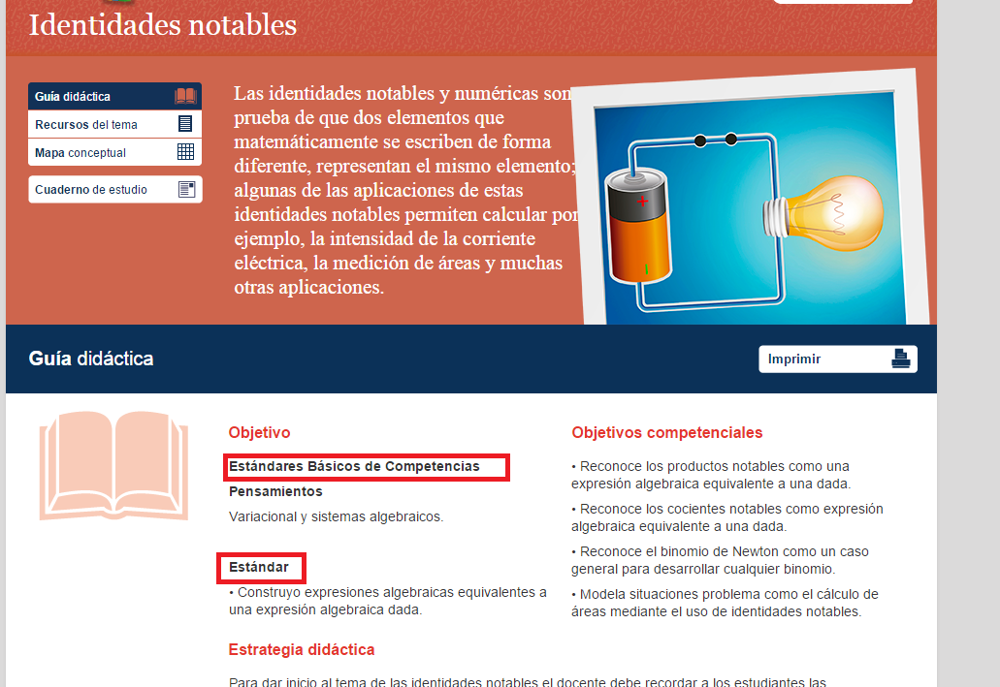 Identidades notables
Guía didáctica
Recursos del tema
Mapa conceptual
Cuaderno de estudio
Las identidades notables y numéricas son
prueba de que dos elementos que
matemáticamente se escriben de forma
diferente, representan el mismo elemento;
algunas de las aplicaciones de estas
identidades notables permiten calcular por
ejemplo, la intensidad de la corriente
eléctrica, la medición de áreas y muchas
otras aplicaciones.
+
Guía didáctica
Imprimir
Objetivo
Estándares Básicos de Competencias
Pensamientos
Variacional y sistemas algebraicos.
Estándar
• Construyo expresiones algebraicas equivalentes a
una expresión algebraica dada.
Objetivos competenciales
• Reconoce los productos notables como una
expresión algebraica equivalente a una dada.
• Reconoce los cocientes notables como expresión
algebraica equivalente a una dada.
• Reconoce el binomio de Newton como un caso
general para desarrollar cualquier binomio.
• Modela situaciones problema como el cálculo de
áreas mediante el uso de identidades notables.
Estrategia didáctica
Para dar inicio al tema de las identidades notables el docente debe recordar a los estudiantes las